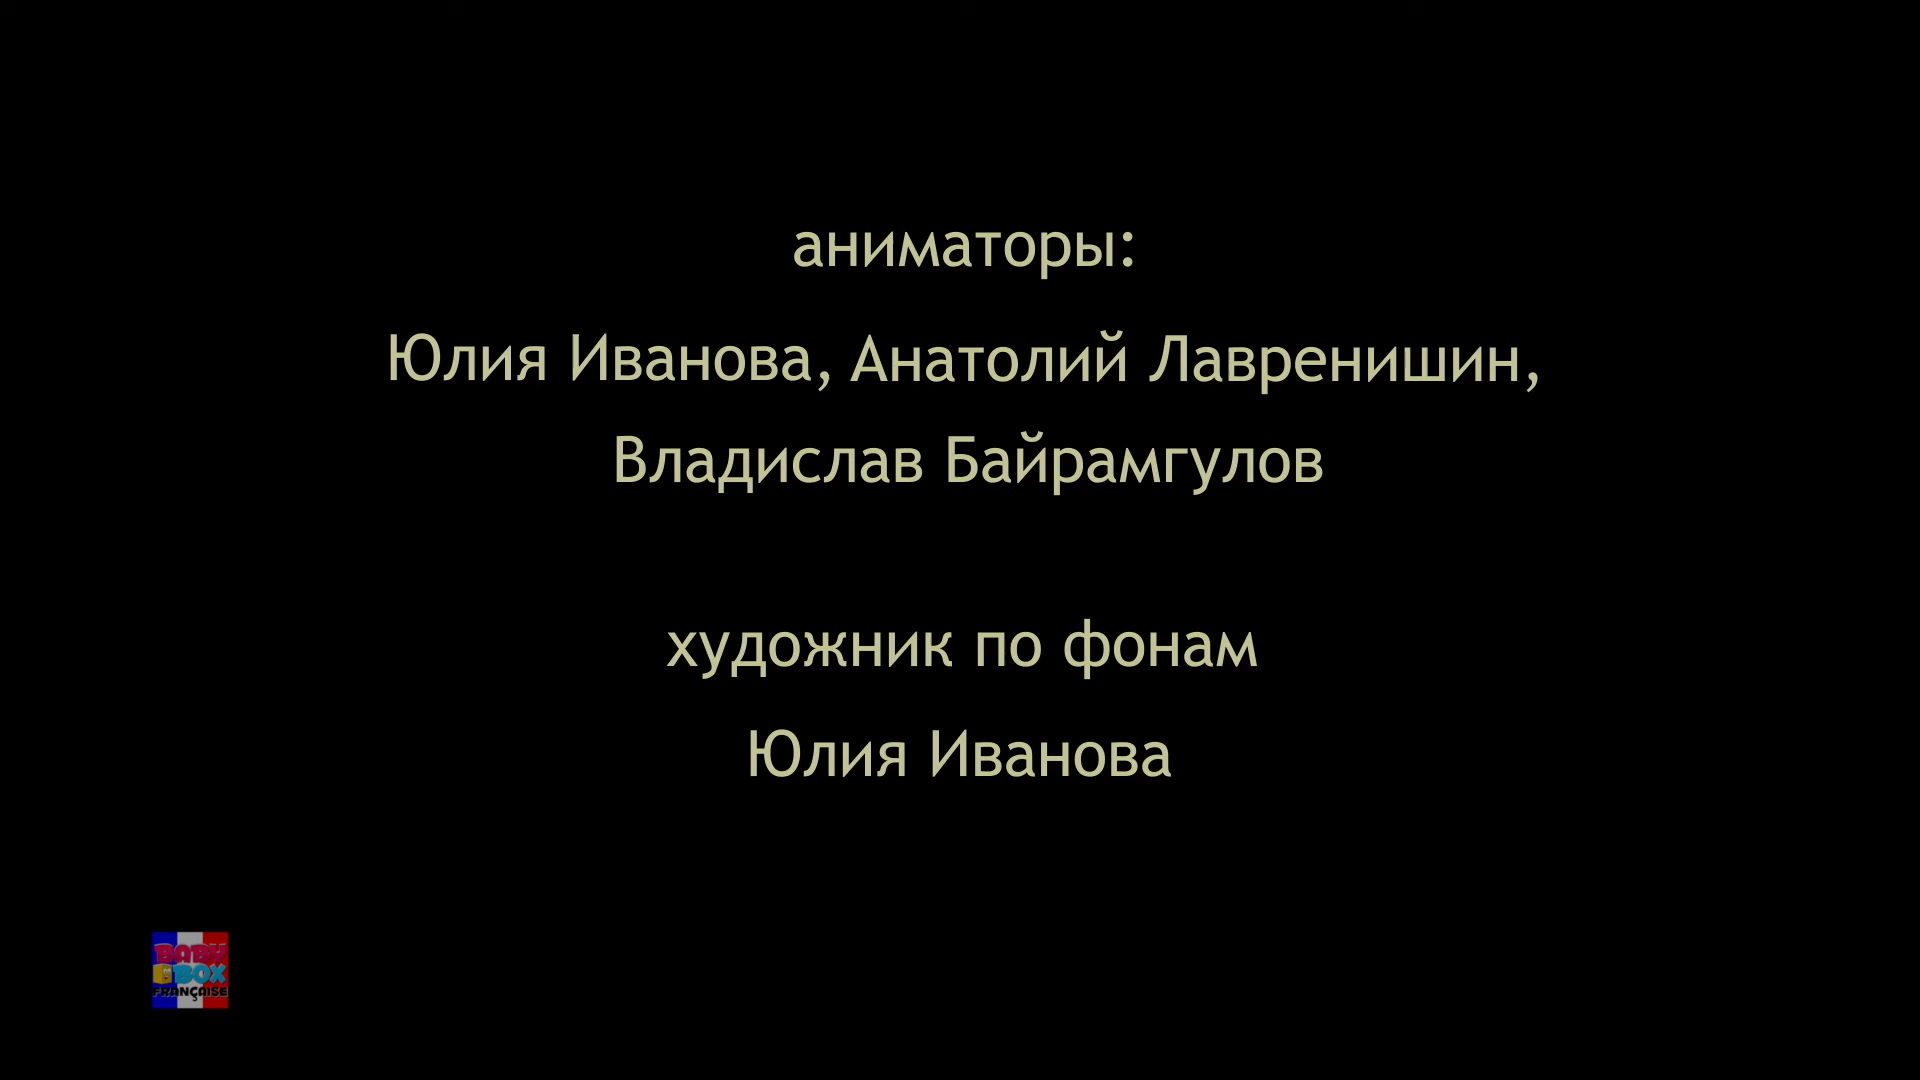 аниматоры:
Юлия Иванова, Анатолий Лавренишин,
Владислав Байрамгулов
художник по фонам
Юлия Иванова
BABY
BOX
FRANÇAISE